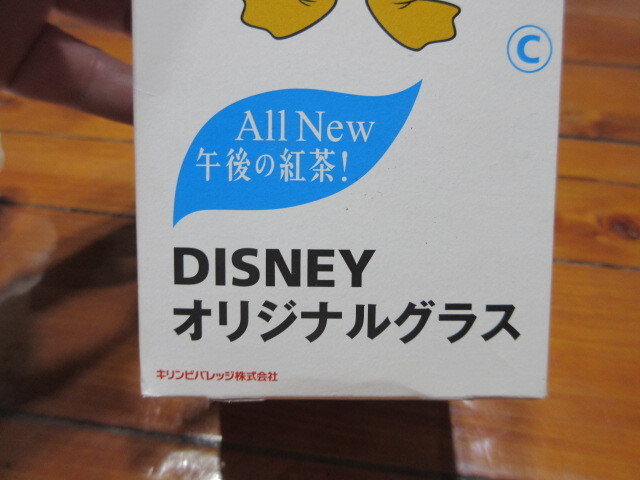 C
All New
午後の紅茶!
DISNEY
オリジナルグラス
キリンビバレッジ株式会社